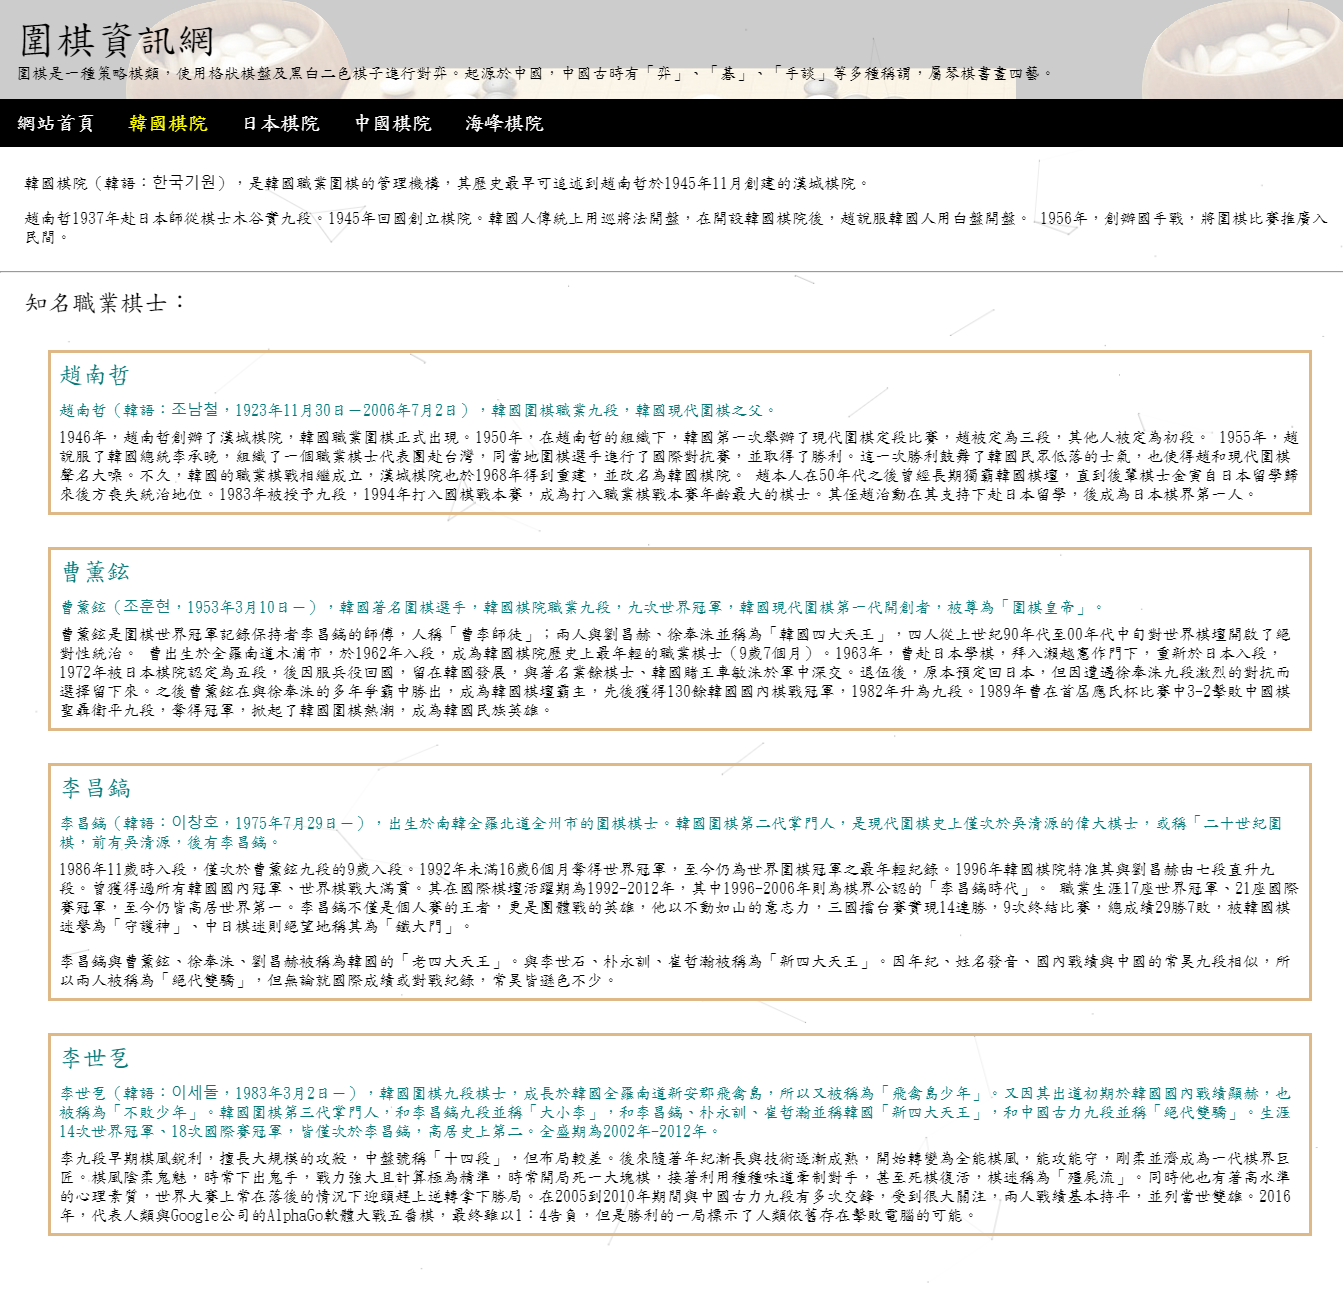 圍棋資訊網
圍棋是一種策略棋類，使用格狀棋盤及黑白二色棋子進行對弈。起源於中國，中國古時有「弈」、「碁」、「手談」等多種稱謂，屬琴棋書畫四藝。
網站首頁 韓國棋院 日本棋院 中國棋院 海峰棋院
韓國棋院（韓語：한국기원），是韓國職業圍棋的管理機構，其歷史最早可追述到趙南哲於1945年11月創建的漢城棋院。
趙南哲1937年赴日本師從棋士木谷實九段。1945年回國創立棋院。韓國人傳統上用巡將法開盤，在開設韓國棋院後，趙說服韓國人用白盤開盤。 1956年，創辦國手戰，將圍棋比賽推廣入
民間。
知名職業棋士：
趙南哲
趙南哲（韓語：조남철，1923年11月30日－2006年7月2日），韓國圍棋職業九段，韓國現代圍棋之父。
1946年，趙南哲創辦了漢城棋院，韓國職業圍棋正式出現。1950年，在趙南哲的組織下，韓國第一次舉辦了現代圍棋定段比賽，趙被定為三段，其他人被定為初段。 1955年，趙
說服了韓國總統李承晚，組織了一個職業棋士代表團赴台灣，同當地圍棋選手進行了國際對抗賽，並取得了勝利。這一次勝利鼓舞了韓國民眾低落的士氣，也使得趙和現代圍棋
聲名大噪。不久，韓國的職業棋戰相繼成立，漢城棋院也於1968年得到重建，並改名為韓國棋院。 趙本人在50年代之後曾經長期獨霸韓國棋壇，直到後輩棋士金寅自日本留學歸
來後方喪失統治地位。1983年被授予九段，1994年打入國棋戰本賽，成為打入職業棋戰本賽年齡最大的棋士。其侄趙治勳在其支持下赴日本留學，後成為日本棋界第一人。
曹薰鉉
曹薰鉉（조훈현，1953年3月10日－），韓國著名圍棋選手，韓國棋院職業九段，九次世界冠軍，韓國現代圍棋第一代開創者，被尊為「圍棋皇帝」。
曹薰鉉是圍棋世界冠軍記錄保持者李昌鎬的師傅，人稱「曹李師徒」；兩人與劉昌赫、徐奉洙並稱為「韓國四大天王」，四人從上世紀90年代至00年代中旬對世界棋壇開啟了絕
對性統治。 曹出生於全羅南道木浦市，於1962年入段，成為韓國棋院歷史上最年輕的職業棋士（9歲7個月）。1963年，曹赴日本學棋，拜入瀨越憲作門下，重新於日本入段，
1972年被日本棋院認定為五段，後因服兵役回國，留在韓國發展，與著名業餘棋士、韓國賭王車敏洙於軍中深交。退伍後，原本預定回日本，但因遭遇徐奉洙九段激烈的對抗而
選擇留下來。之後曹薰鉉在與徐奉洙的多年爭霸中勝出，成為韓國棋壇霸主，先後獲得130餘韓國國內棋戰冠軍，1982年升為九段。1989年曹在首屆應氏杯比賽中3-2擊敗中國棋
聖聶衛平九段，奪得冠軍，掀起了韓國圍棋熱潮，成為韓國民族英雄。
李昌鎬
李昌鎬（韓語：이창호，1975年7月29日－），出生於南韓全羅北道全州市的圍棋棋士。韓國圍棋第二代掌門人，是現代圍棋史上僅次於吳清源的偉大棋士，或稱「二十世紀圍
棋，前有吳清源，後有李昌鎬。
1986年11歲時入段，僅次於曹薰鉉九段的9歲入段。1992年未滿16歲6個月奪得世界冠軍，至今仍為世界圍棋冠軍之最年輕紀錄。1996年韓國棋院特准其與劉昌赫由七段直升九
段。曾獲得過所有韓國國內冠軍、世界棋戰大滿貫。其在國際棋壇活躍期為1992-2012年，其中1996-2006年則為棋界公認的「李昌鎬時代」。 職業生涯17座世界冠軍、21座國際
賽冠軍，至今仍皆高居世界第一。李昌鎬不僅是個人賽的王者，更是團體戰的英雄，他以不動如山的意志力，三國擂台賽實現14連勝，9次終結比賽，總成績29勝7敗，被韓國棋
迷譽為「守護神」、中日棋迷則絕望地稱其為「鐵大門」。
李昌鎬與曹薰鉉、徐奉洙、劉昌赫被稱為韓國的「老四大天王」。與李世石、朴永訓、崔哲瀚被稱為「新四大天王」。因年紀、姓名發音、國內戰績與中國的常昊九段相似，所
以兩人被稱為「絕代雙驕」，但無論就國際成績或對戰紀錄，常昊皆遜色不少。
李世乭
李世乭（韓語：이세돌，1983年3月2日－），韓國圍棋九段棋士，成長於韓國全羅南道新安郡飛禽島，所以又被稱為「飛禽島少年」。又因其出道初期於韓國國內戰績顯赫，也
被稱為「不敗少年」。韓國圍棋第三代掌門人，和李昌鎬九段並稱「大小李」，和李昌鎬、朴永訓、崔哲瀚並稱韓國「新四大天王」，和中國古力九段並稱「絕代雙驕」。生涯
14次世界冠軍、18次國際賽冠軍，皆僅次於李昌鎬，高居史上第二。全盛期為2002年-2012年。
李九段早期棋風銳利，擅長大規模的攻殺，中盤號稱「十四段」，但布局較差。後來隨著年紀漸長與技術逐漸成熟，開始轉變為全能棋風，能攻能守，剛柔並濟成為一代棋界巨
匠。棋風陰柔鬼魅，時常下出鬼手，戰力強大且計算極為精準，時常開局死一大塊棋，接著利用種種味道牽制對手，甚至死棋復活，棋迷稱為「殭屍流」。同時他也有著高水準
的心理素質，世界大賽上常在落後的情況下迎頭趕上逆轉拿下勝局。在2005到2010年期間與中國古力九段有多次交鋒，受到很大關注，兩人戰績基本持平，並列當世雙雄。2016
年，代表人類與Google公司的AlphaGo軟體大戰五番棋，最終雖以1：4告負，但是勝利的一局標示了人類依舊存在擊敗電腦的可能。